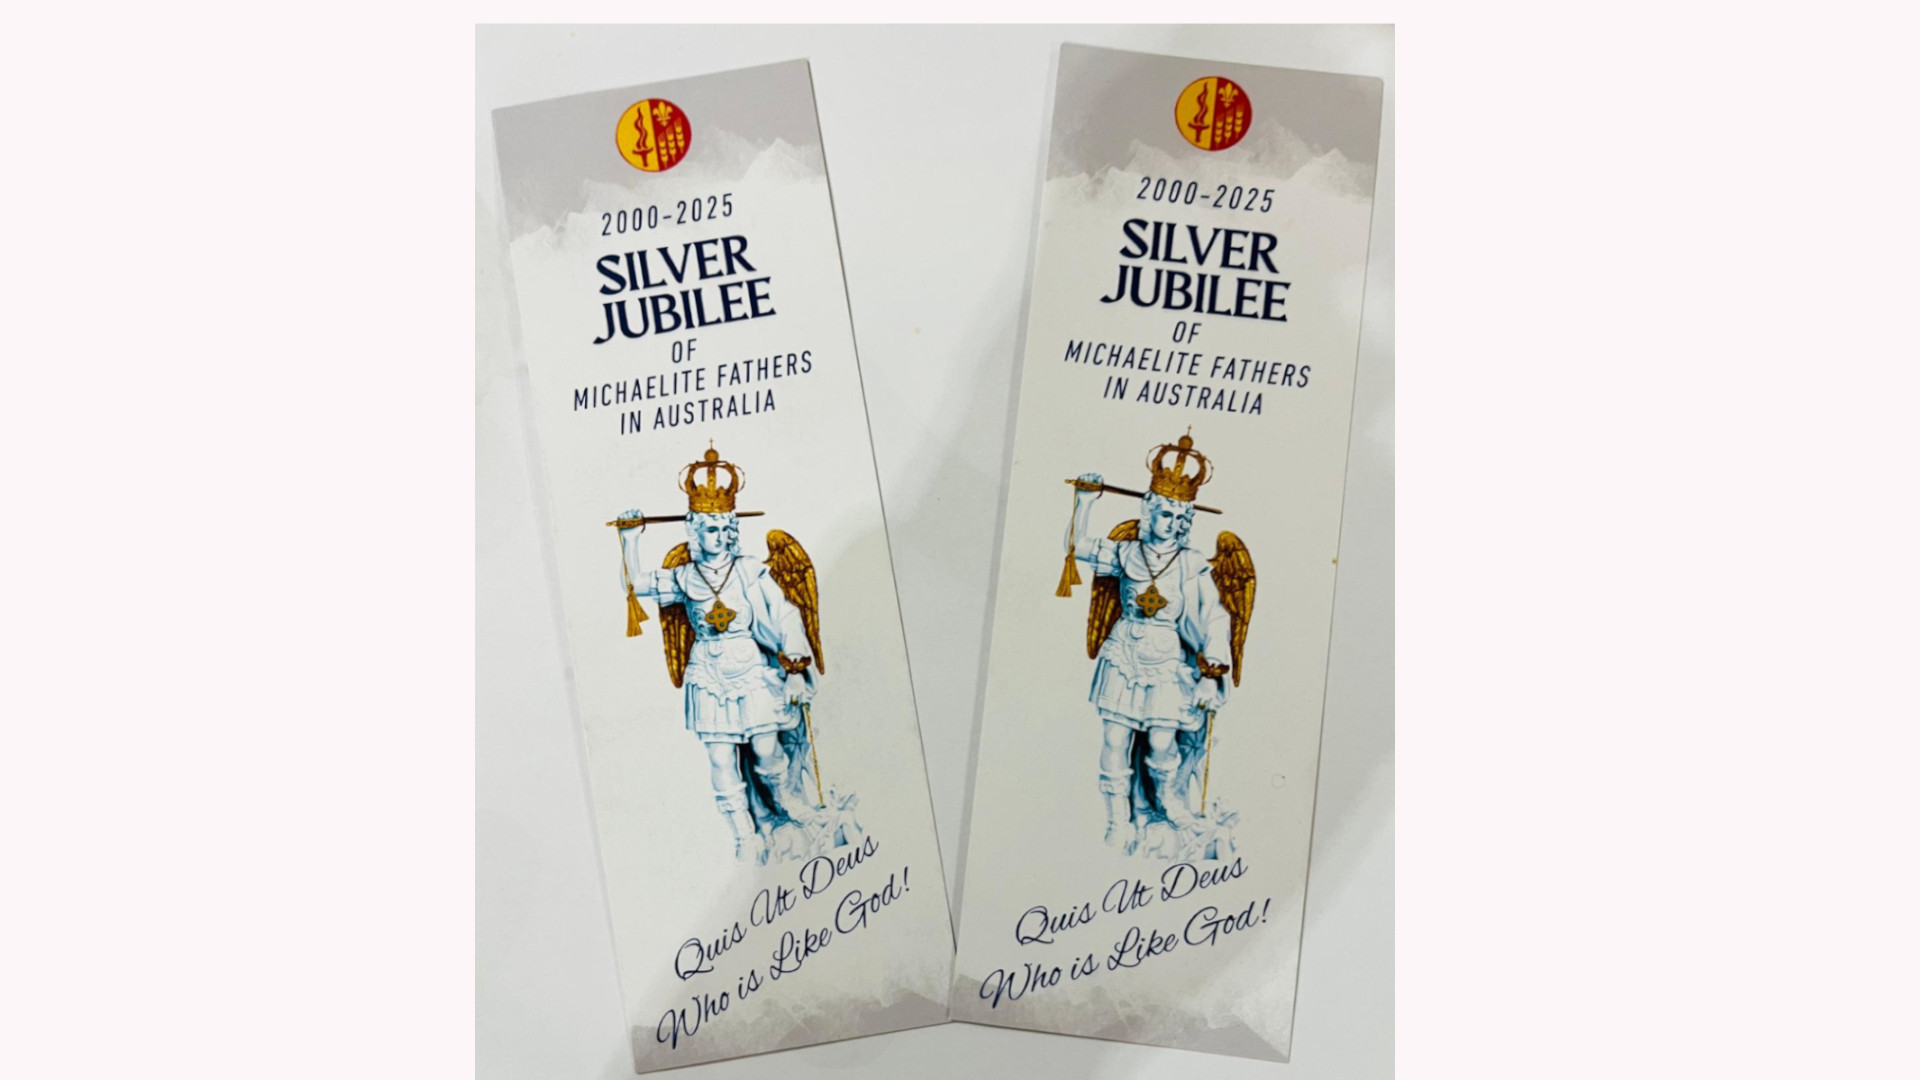 2000-2025
SILVER
JUBILEE
OF
MICHAELITE FATHERS
IN AUSTRALIA
Quis Ut Deus
Who is Like God!
2000-2025
SILVER
JUBILEE
OF
MICHAELITE FATHERS
IN AUSTRALIA
Quis Ut Deus
Who is Like God!